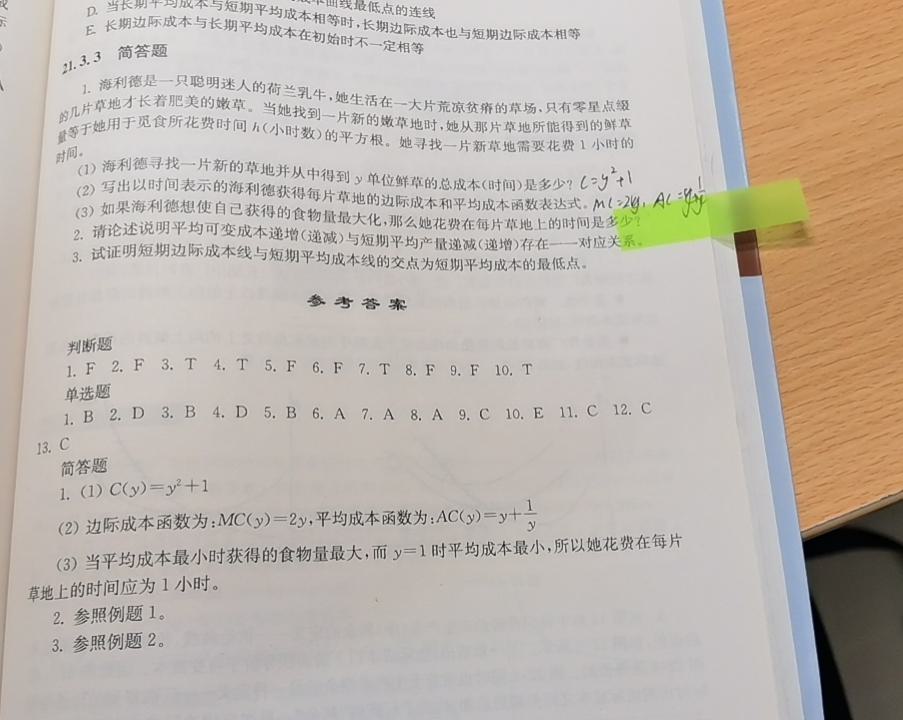 D. 当长期平均成本与短期平均成本相等时,长期边际成本也与短期边际成本相等
曲线最低点的连线
E. 长期边际成本与长期平均成本在初始时不一定相等
21.3.3 简答题
1. 海利德是一只聪明迷人的荷兰乳牛,她生活在一大片荒凉贫瘠的草场,只有零星点缀
的几片草地才长着肥美的嫩草。当她找到一片新的嫩草地时,她从那片草地所能得到的鲜草
量等于她用于觅食所花费时间 h(小时数)的平方根。她寻找一片新草地需要花费 1 小时的
时间。
(1) 海利德寻找一片新的草地并从中得到 y 单位鲜草的总成本(时间)是多少? C=y²+1
(2) 写出以时间表示的海利德获得每片草地的边际成本和平均成本函数表达式。MC=2y, AC=y+1/y
(3) 如果海利德想使自己获得的食物量最大化,那么她花费在每片草地上的时间是多少?
2. 请论述说明平均可变成本递增(递减)与短期平均产量递减(递增)存在一一对应关系。
3. 试证明短期边际成本线与短期平均成本线的交点为短期平均成本的最低点。
参考答案
判断题
1. F 2. F 3. T 4. T 5. F 6. F 7. T 8. F 9. F 10. T
单选题
1. B 2. D 3. B 4. D 5. B 6. A 7. A 8. A 9. C 10. E 11. C 12. C
13. C
简答题
1. (1) C(y)=y²+1
(2) 边际成本函数为:MC(y)=2y,平均成本函数为:AC(y)=y+1/y
(3) 当平均成本最小时获得的食物量最大,而 y=1 时平均成本最小,所以她花费在每片
草地上的时间应为 1 小时。
2. 参照例题 1。
3. 参照例题 2。